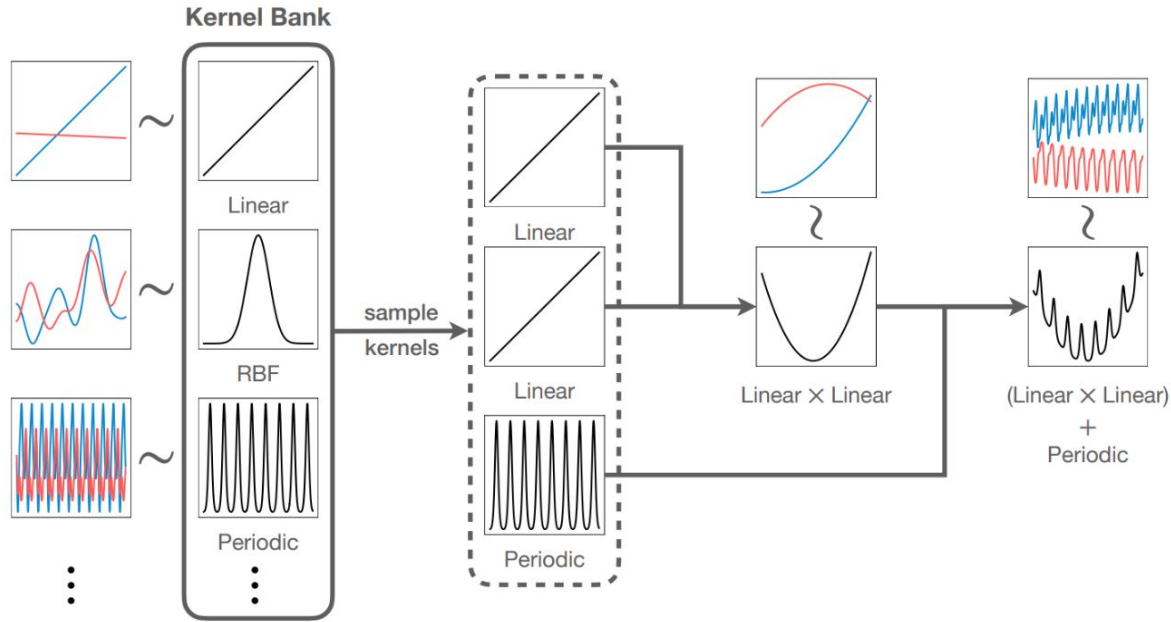 Kernel Bank
Linear
RBF
Periodic
sample
kernels
Linear
Linear
Periodic
Linear × Linear
(Linear × Linear)
+
Periodic